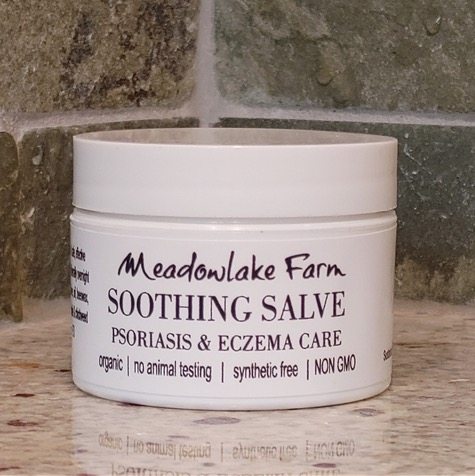 Meadowlake Farm
SOOTHING SALVE
PSORIASIS & ECZEMA CARE
organic | no animal testing | synthetic free | NON GMO